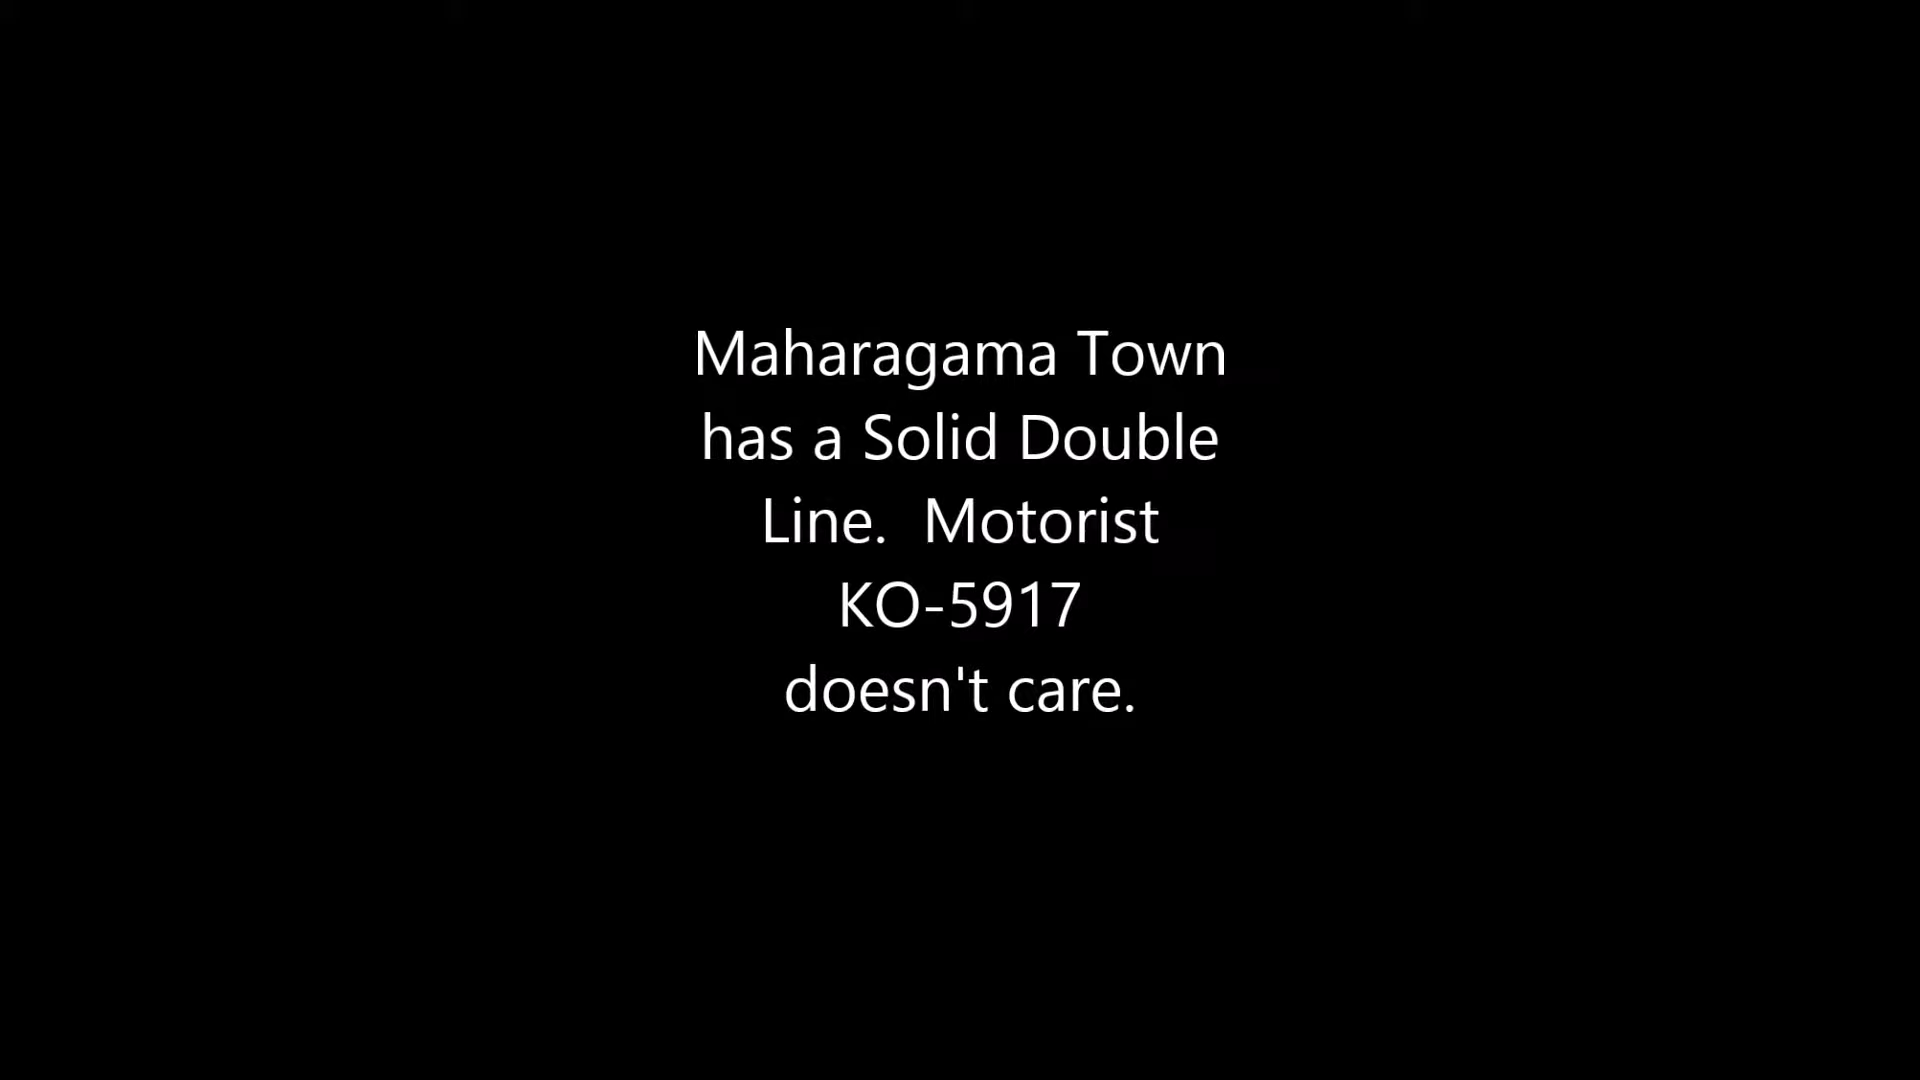 Maharagama Town
has a Solid Double
Line.  Motorist
KO-5917
doesn't care.